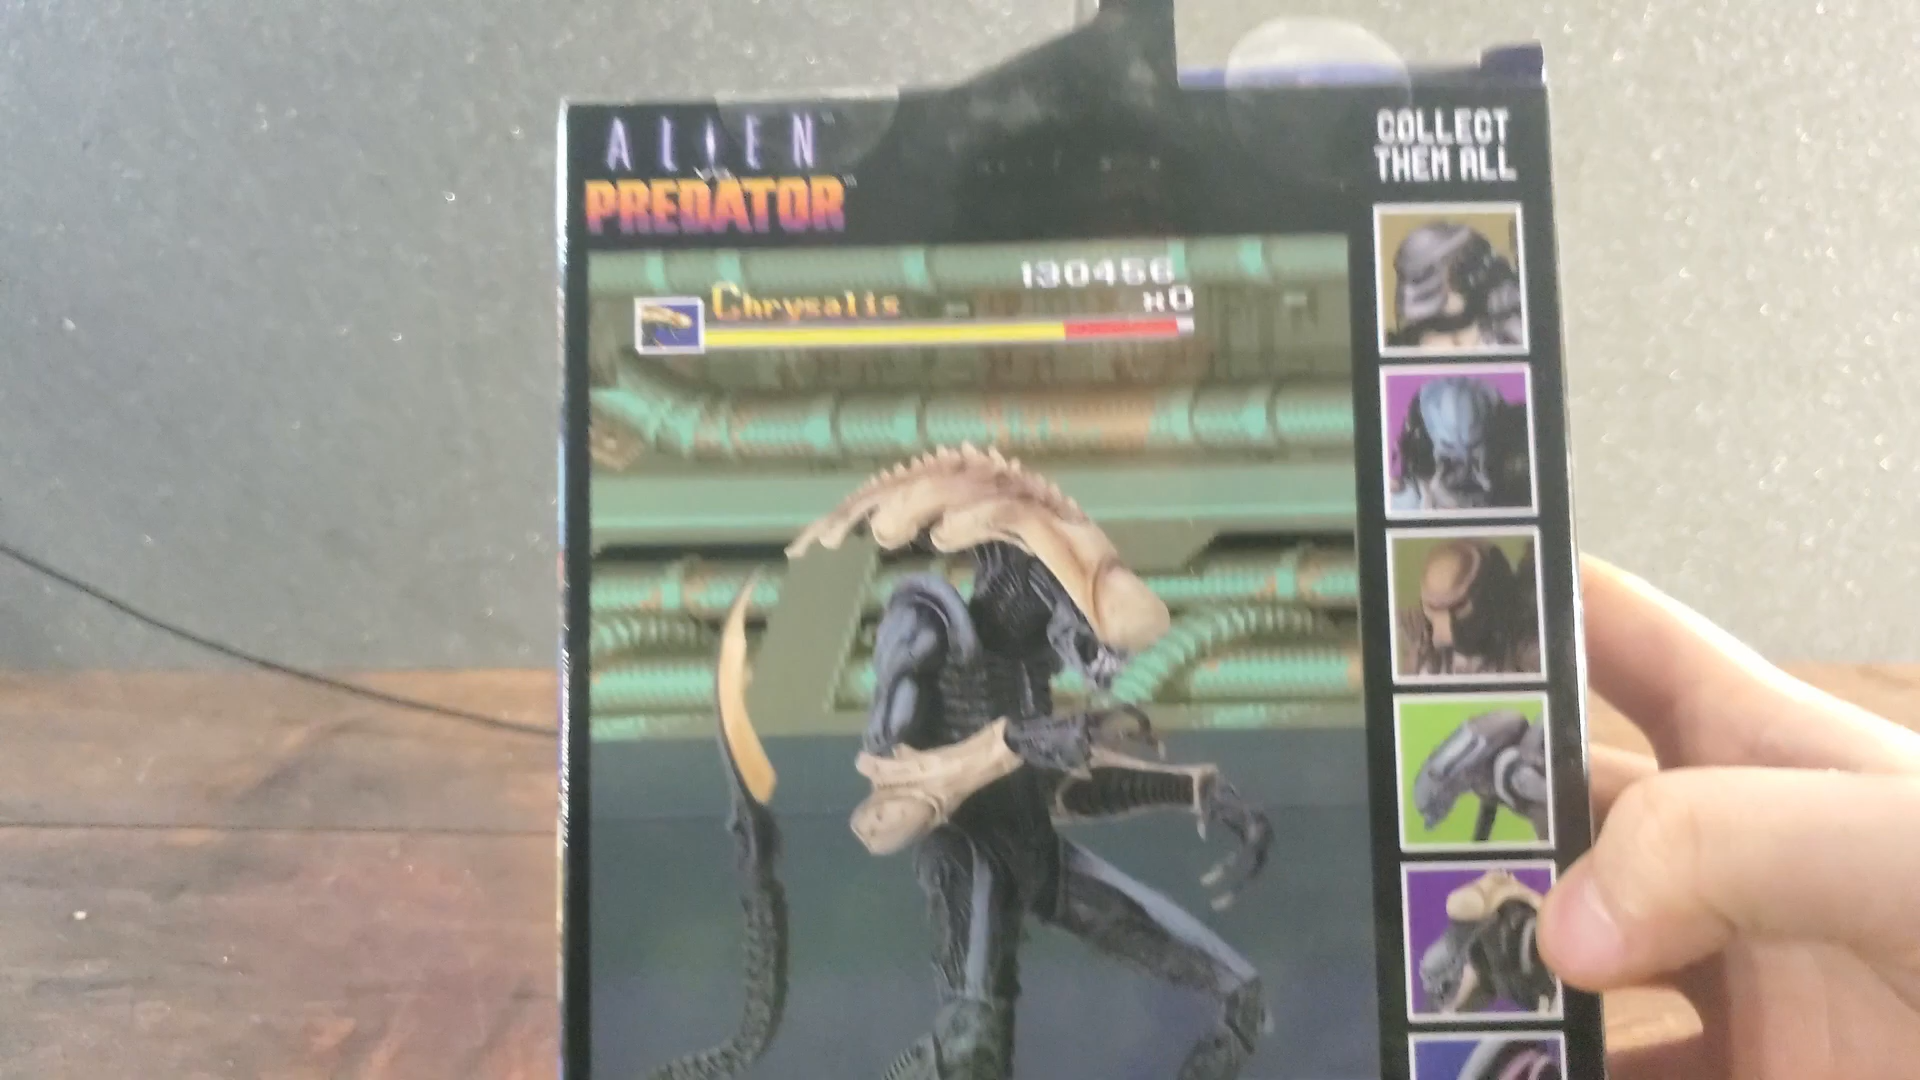 ALIEN
PREDATOR
COLLECT
THEM ALL
130456
Chrysalis
x0